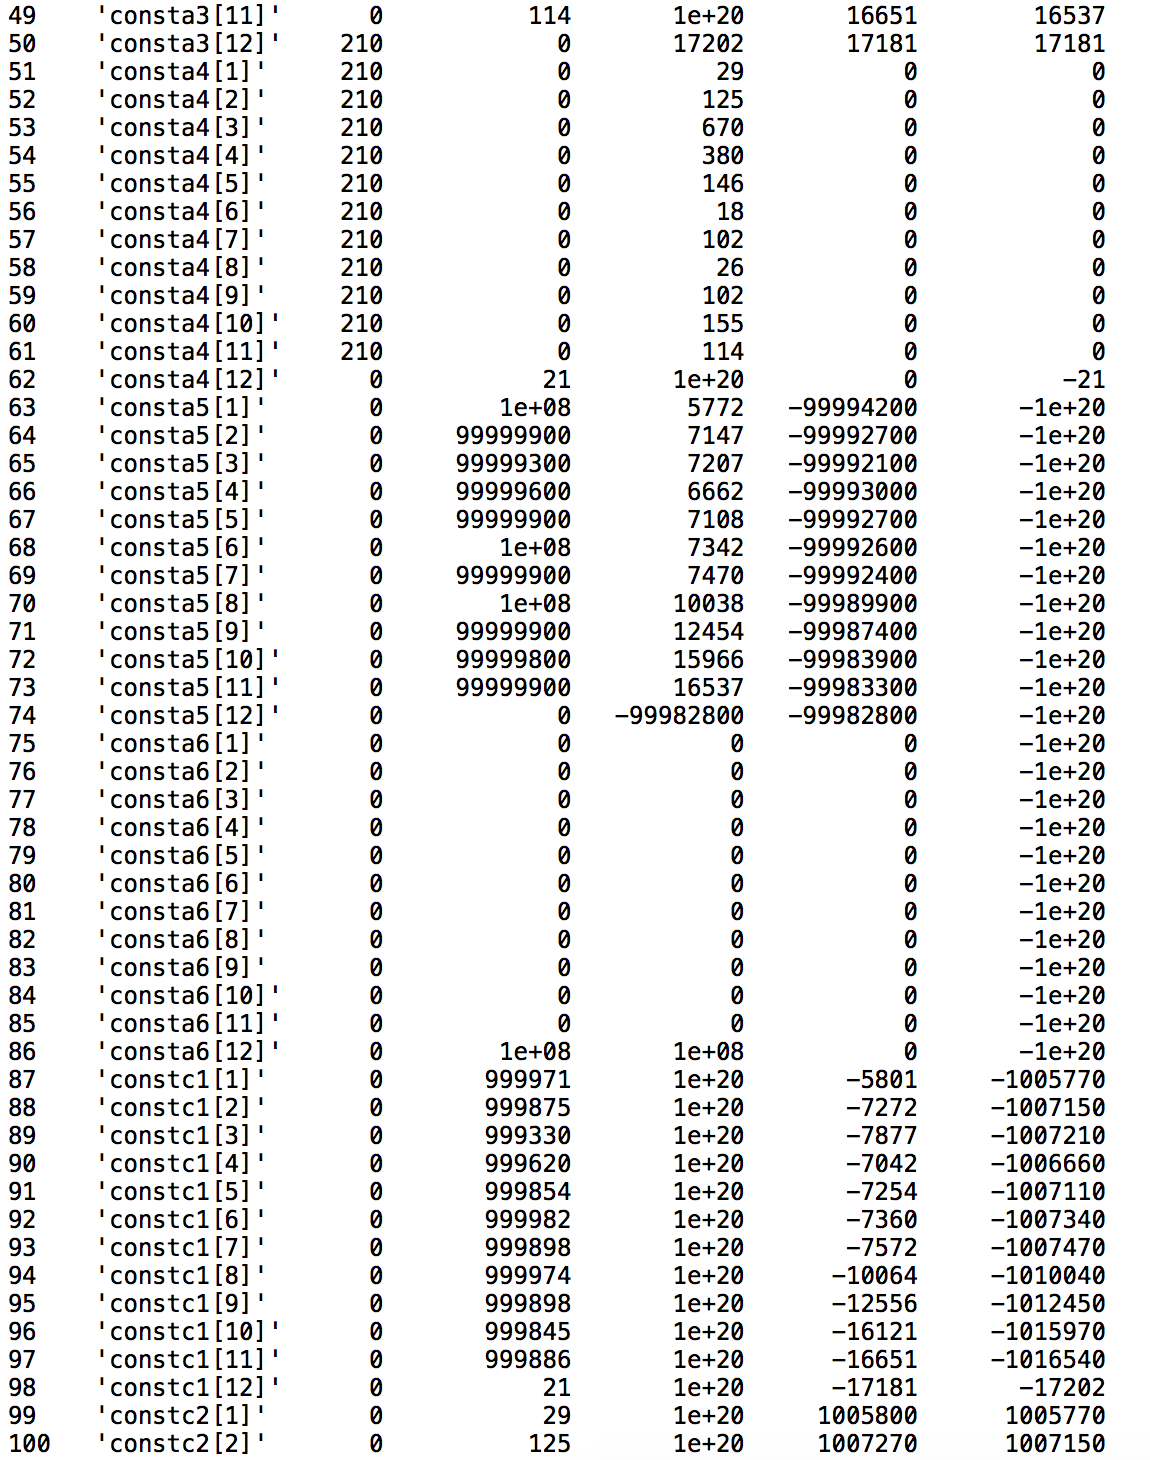 49 'consta3[11]' 0 114 1e+20 16651 16537
50 'consta3[12]' 210 0 17202 17181 17181
51 'consta4[1]' 210 0 29 0 0
52 'consta4[2]' 210 0 125 0 0
53 'consta4[3]' 210 0 670 0 0
54 'consta4[4]' 210 0 380 0 0
55 'consta4[5]' 210 0 146 0 0
56 'consta4[6]' 210 0 18 0 0
57 'consta4[7]' 210 0 102 0 0
58 'consta4[8]' 210 0 26 0 0
59 'consta4[9]' 210 0 102 0 0
60 'consta4[10]' 210 0 155 0 0
61 'consta4[11]' 210 0 114 0 0
62 'consta4[12]' 0 21 1e+20 0 -21
63 'consta5[1]' 0 1e+08 5772 -99994200 -1e+20
64 'consta5[2]' 0 99999900 7147 -99992700 -1e+20
65 'consta5[3]' 0 99999300 7207 -99992100 -1e+20
66 'consta5[4]' 0 99999600 6662 -99993000 -1e+20
67 'consta5[5]' 0 99999900 7108 -99992700 -1e+20
68 'consta5[6]' 0 1e+08 7342 -99992600 -1e+20
69 'consta5[7]' 0 99999900 7470 -99992400 -1e+20
70 'consta5[8]' 0 1e+08 10038 -99989900 -1e+20
71 'consta5[9]' 0 99999900 12454 -99987400 -1e+20
72 'consta5[10]' 0 99999800 15966 -99983900 -1e+20
73 'consta5[11]' 0 99999900 16537 -99983300 -1e+20
74 'consta5[12]' 0 0 -99982800 -99982800 -1e+20
75 'consta6[1]' 0 0 0 0 -1e+20
76 'consta6[2]' 0 0 0 0 -1e+20
77 'consta6[3]' 0 0 0 0 -1e+20
78 'consta6[4]' 0 0 0 0 -1e+20
79 'consta6[5]' 0 0 0 0 -1e+20
80 'consta6[6]' 0 0 0 0 -1e+20
81 'consta6[7]' 0 0 0 0 -1e+20
82 'consta6[8]' 0 0 0 0 -1e+20
83 'consta6[9]' 0 0 0 0 -1e+20
84 'consta6[10]' 0 0 0 0 -1e+20
85 'consta6[11]' 0 0 0 0 -1e+20
86 'consta6[12]' 0 1e+08 1e+08 0 -1e+20
87 'constc1[1]' 0 999971 1e+20 -5801 -1005770
88 'constc1[2]' 0 999875 1e+20 -7272 -1007150
89 'constc1[3]' 0 999330 1e+20 -7877 -1007210
90 'constc1[4]' 0 999620 1e+20 -7042 -1006660
91 'constc1[5]' 0 999854 1e+20 -7254 -1007110
92 'constc1[6]' 0 999982 1e+20 -7360 -1007340
93 'constc1[7]' 0 999898 1e+20 -7572 -1007470
94 'constc1[8]' 0 999974 1e+20 -10064 -1010040
95 'constc1[9]' 0 999898 1e+20 -12556 -1012450
96 'constc1[10]' 0 999845 1e+20 -16121 -1015970
97 'constc1[11]' 0 999886 1e+20 -16651 -1016540
98 'constc1[12]' 0 21 1e+20 -17181 -17202
99 'constc2[1]' 0 29 1e+20 1005800 1005770
100 'constc2[2]' 0 125 1e+20 1007270 1007150